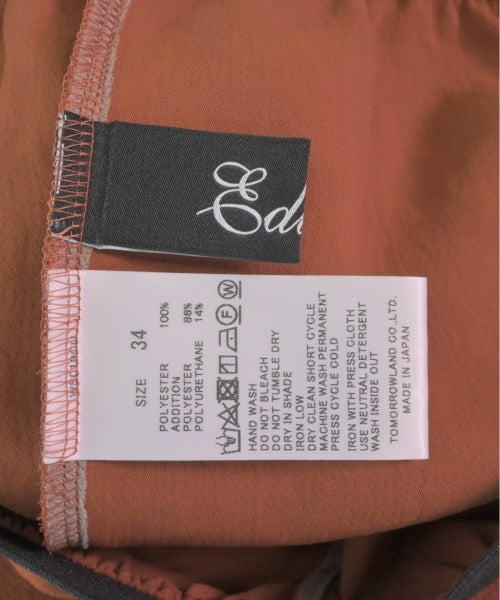 Ed
SIZE 34
POLYESTER 100%
ADDITION
POLYESTER 86%
POLYURETHANE 14%
HAND WASH
DO NOT BLEACH
DO NOT TUMBLE DRY
DRY IN SHADE
IRON LOW
DRY CLEAN SHORT CYCLE
MACHINE WASH PERMANENT
PRESS CYCLE COLD
IRON WITH PRESS CLOTH
USE NEUTRAL DETERGENT
WASH INSIDE OUT
TOMORROWLAND CO.,LTD.
MADE IN JAPAN